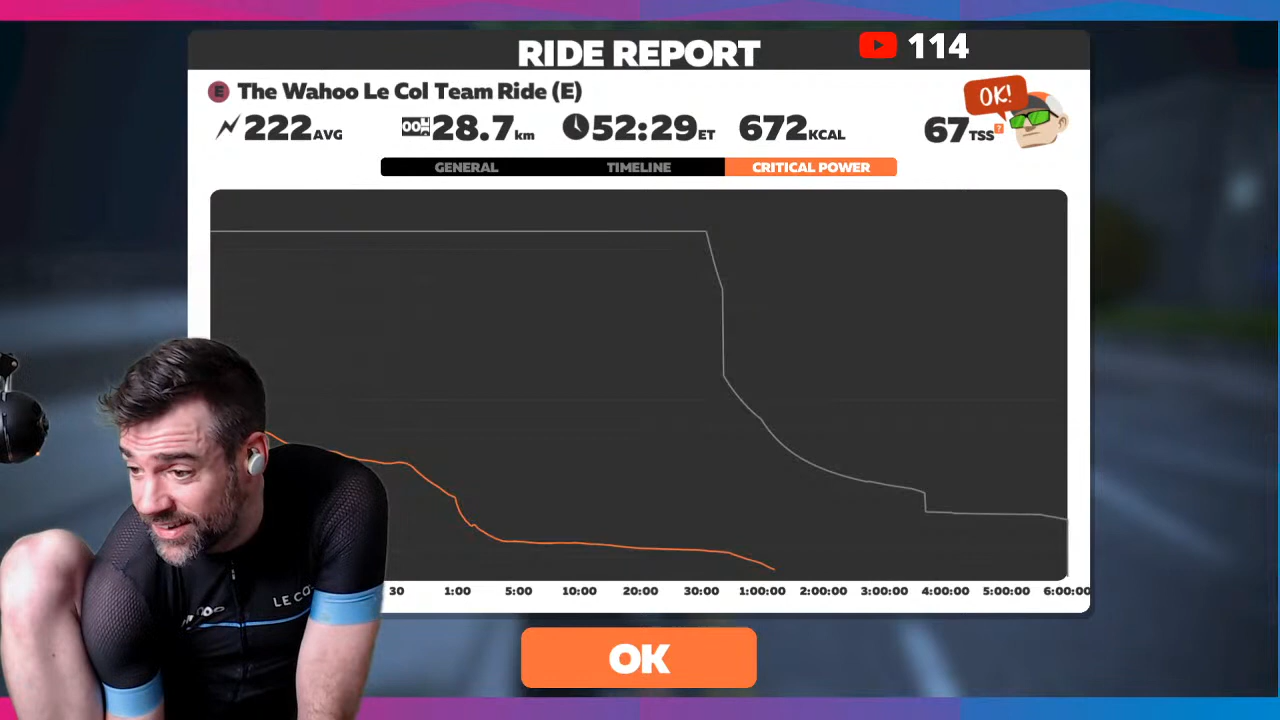 RIDE REPORT
114
E The Wahoo Le Col Team Ride (E)
222AVG 28.7km 52:29ET 672KCAL 67TSS?
OK!
GENERAL TIMELINE CRITICAL POWER
30 1:00 5:00 10:00 20:00 30:00 1:00:00 2:00:00 3:00:00 4:00:00 5:00:00 6:00:00
LE CO
OK